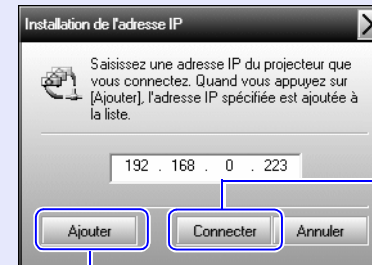 Installation de l'adresse IP
Saisissez une adresse IP du projecteur que
vous connectez. Quand vous appuyez sur
[Ajouter], l'adresse IP spécifiée est ajoutée à
la liste.
192 . 168 . 0 . 223
Ajouter Connecter Annuler